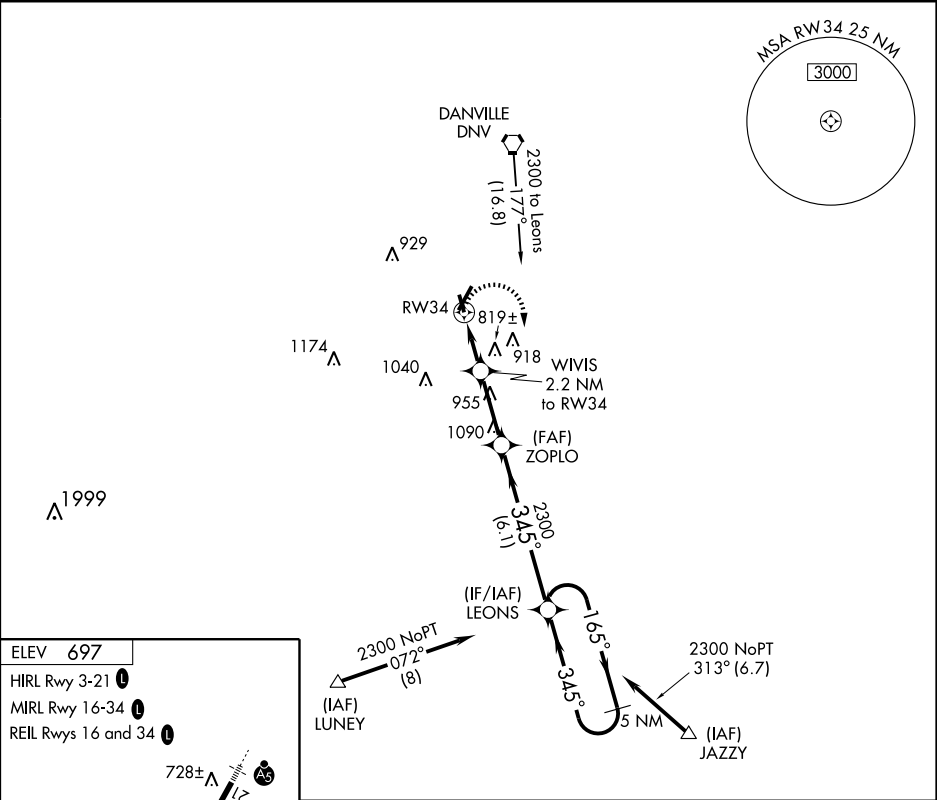 MSA RW34 25 NM
3000
DANVILLE
DNV
2300 to Leons
177°
(16.8)
929
RW34
819±
918
1174
1040
WIVIS
2.2 NM
to RW34
955
1090
(FAF)
ZOPLO
1999
2300
345°
(6.1)
(IF/IAF)
LEONS
165°
345°
5 NM
2300 NoPT
072°
(8)
(IAF)
LUNEY
2300 NoPT
313° (6.7)
(IAF)
JAZZY
ELEV 697
HIRL Rwy 3-21 L
MIRL Rwy 16-34 L
REIL Rwys 16 and 34 L
728±
A5
21